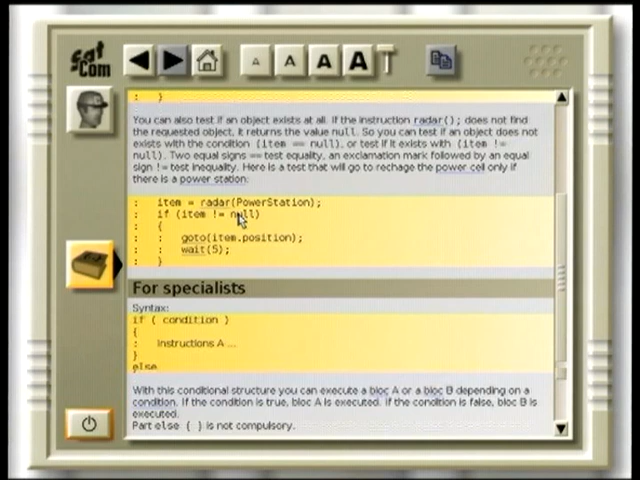 sat
Com
A A A A
: }
You can also test if an object exists at all. If the instruction radar(); does not find
the requested object, it returns the value null. So you can test if an object does not
exists with the condition (item == null), or test if it exists with (item !=
null). Two equal signs == test equality, an exclamation mark followed by an equal
sign != test inequality. Here is a test that will go to rechage the power cell only if
there is a power station:
: item = radar(PowerStation);
: if (item != null)
: {
: : goto(item.position);
: : wait(5);
: }
For specialists
Syntax:
if ( condition )
{
: Instructions A ...
}
else
With this conditional structure you can execute a bloc A or a bloc B depending on a
condition. If the condition is true, bloc A is executed. If the condition is false, bloc B is
executed.
Part else { } is not compulsory.